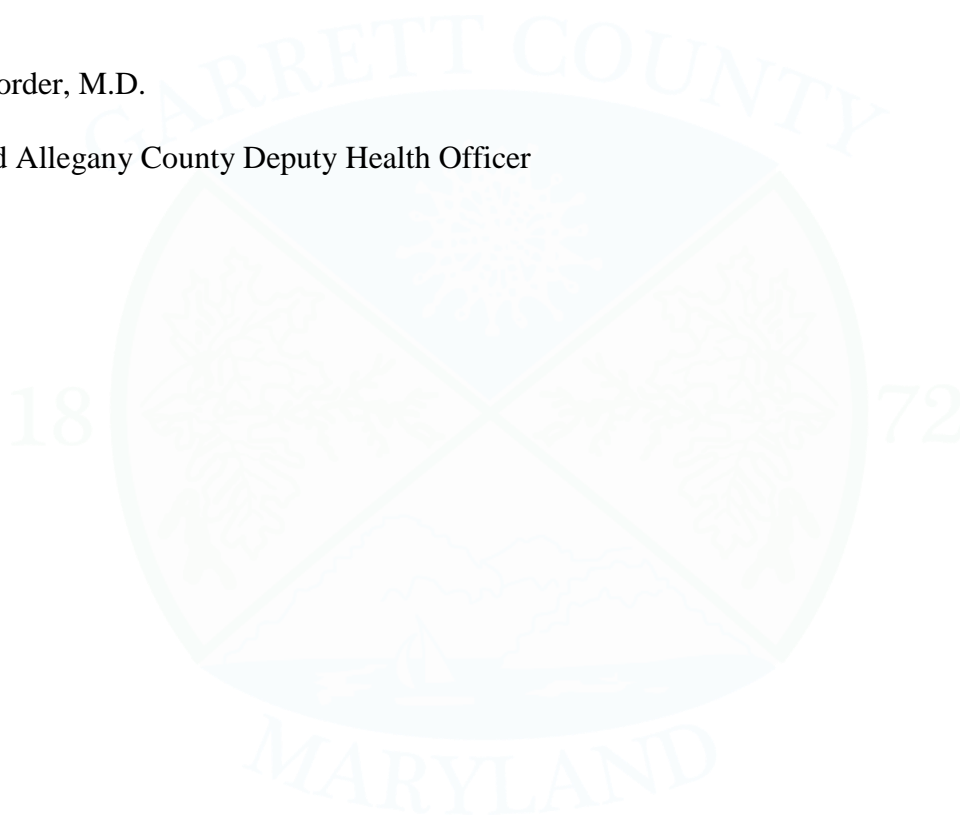 GARRETT COUNTY
order, M.D.
d Allegany County Deputy Health Officer
18 72
MARYLAND